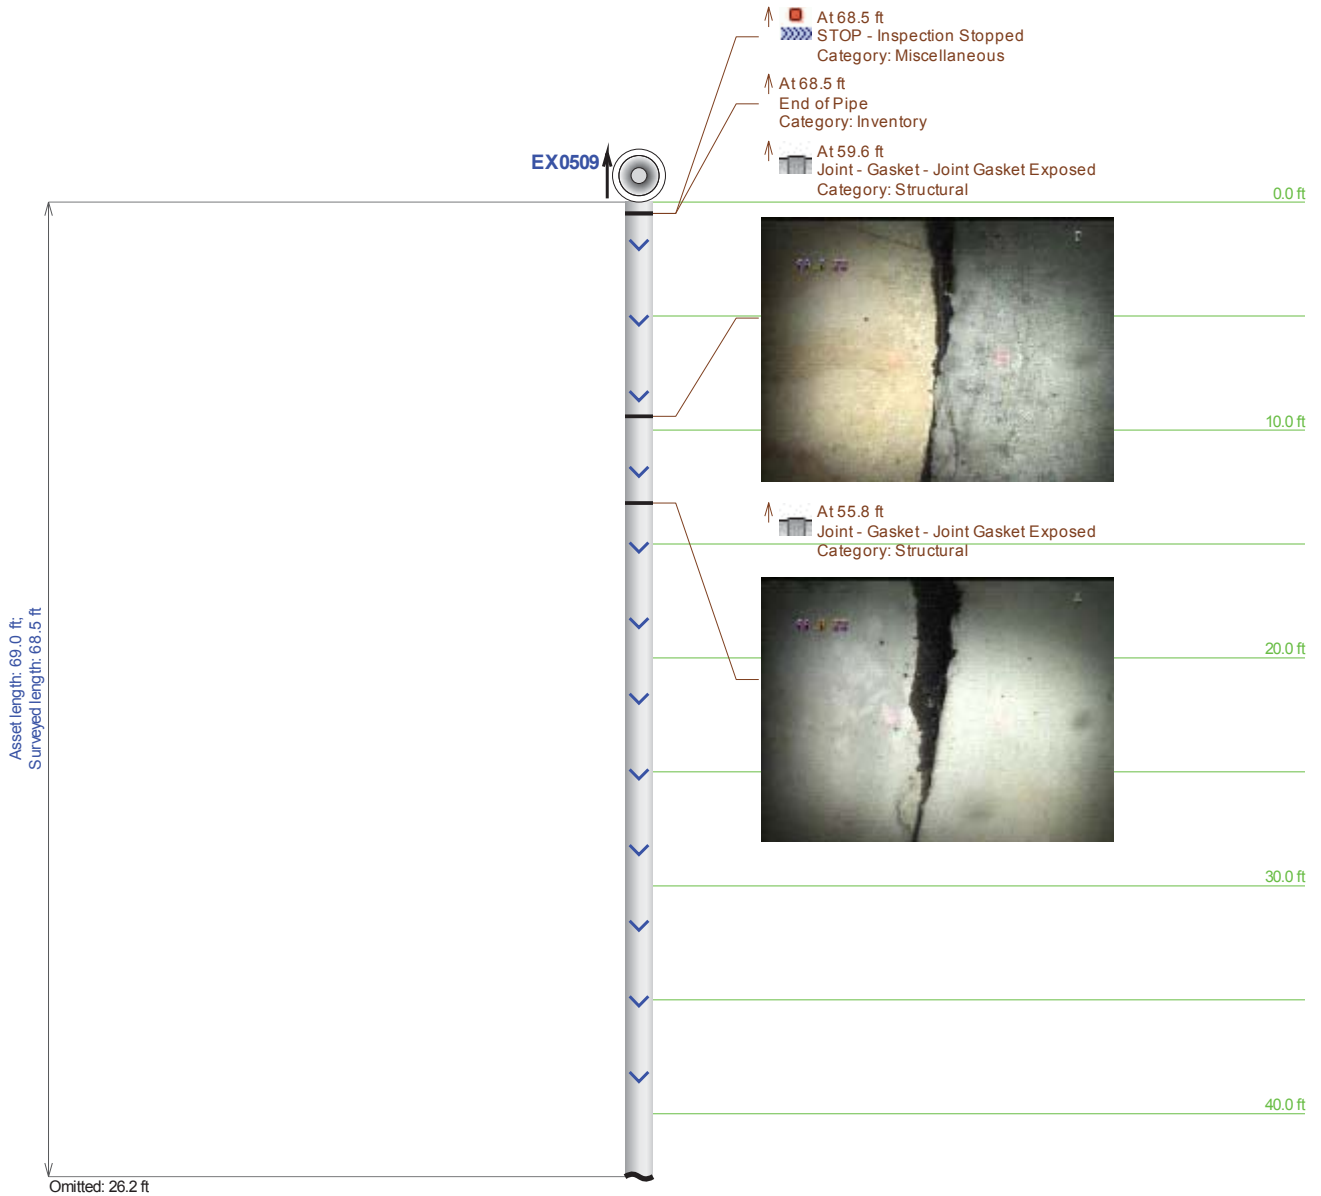 At 68.5 ft
STOP - Inspection Stopped
Category: Miscellaneous
At 68.5 ft
End of Pipe
Category: Inventory
EX0509
At 59.6 ft
Joint - Gasket - Joint Gasket Exposed
Category: Structural
0.0 ft
10.0 ft
At 55.8 ft
Joint - Gasket - Joint Gasket Exposed
Category: Structural
Asset length: 69.0 ft;
Surveyed length: 68.5 ft
20.0 ft
30.0 ft
40.0 ft
Omitted: 26.2 ft